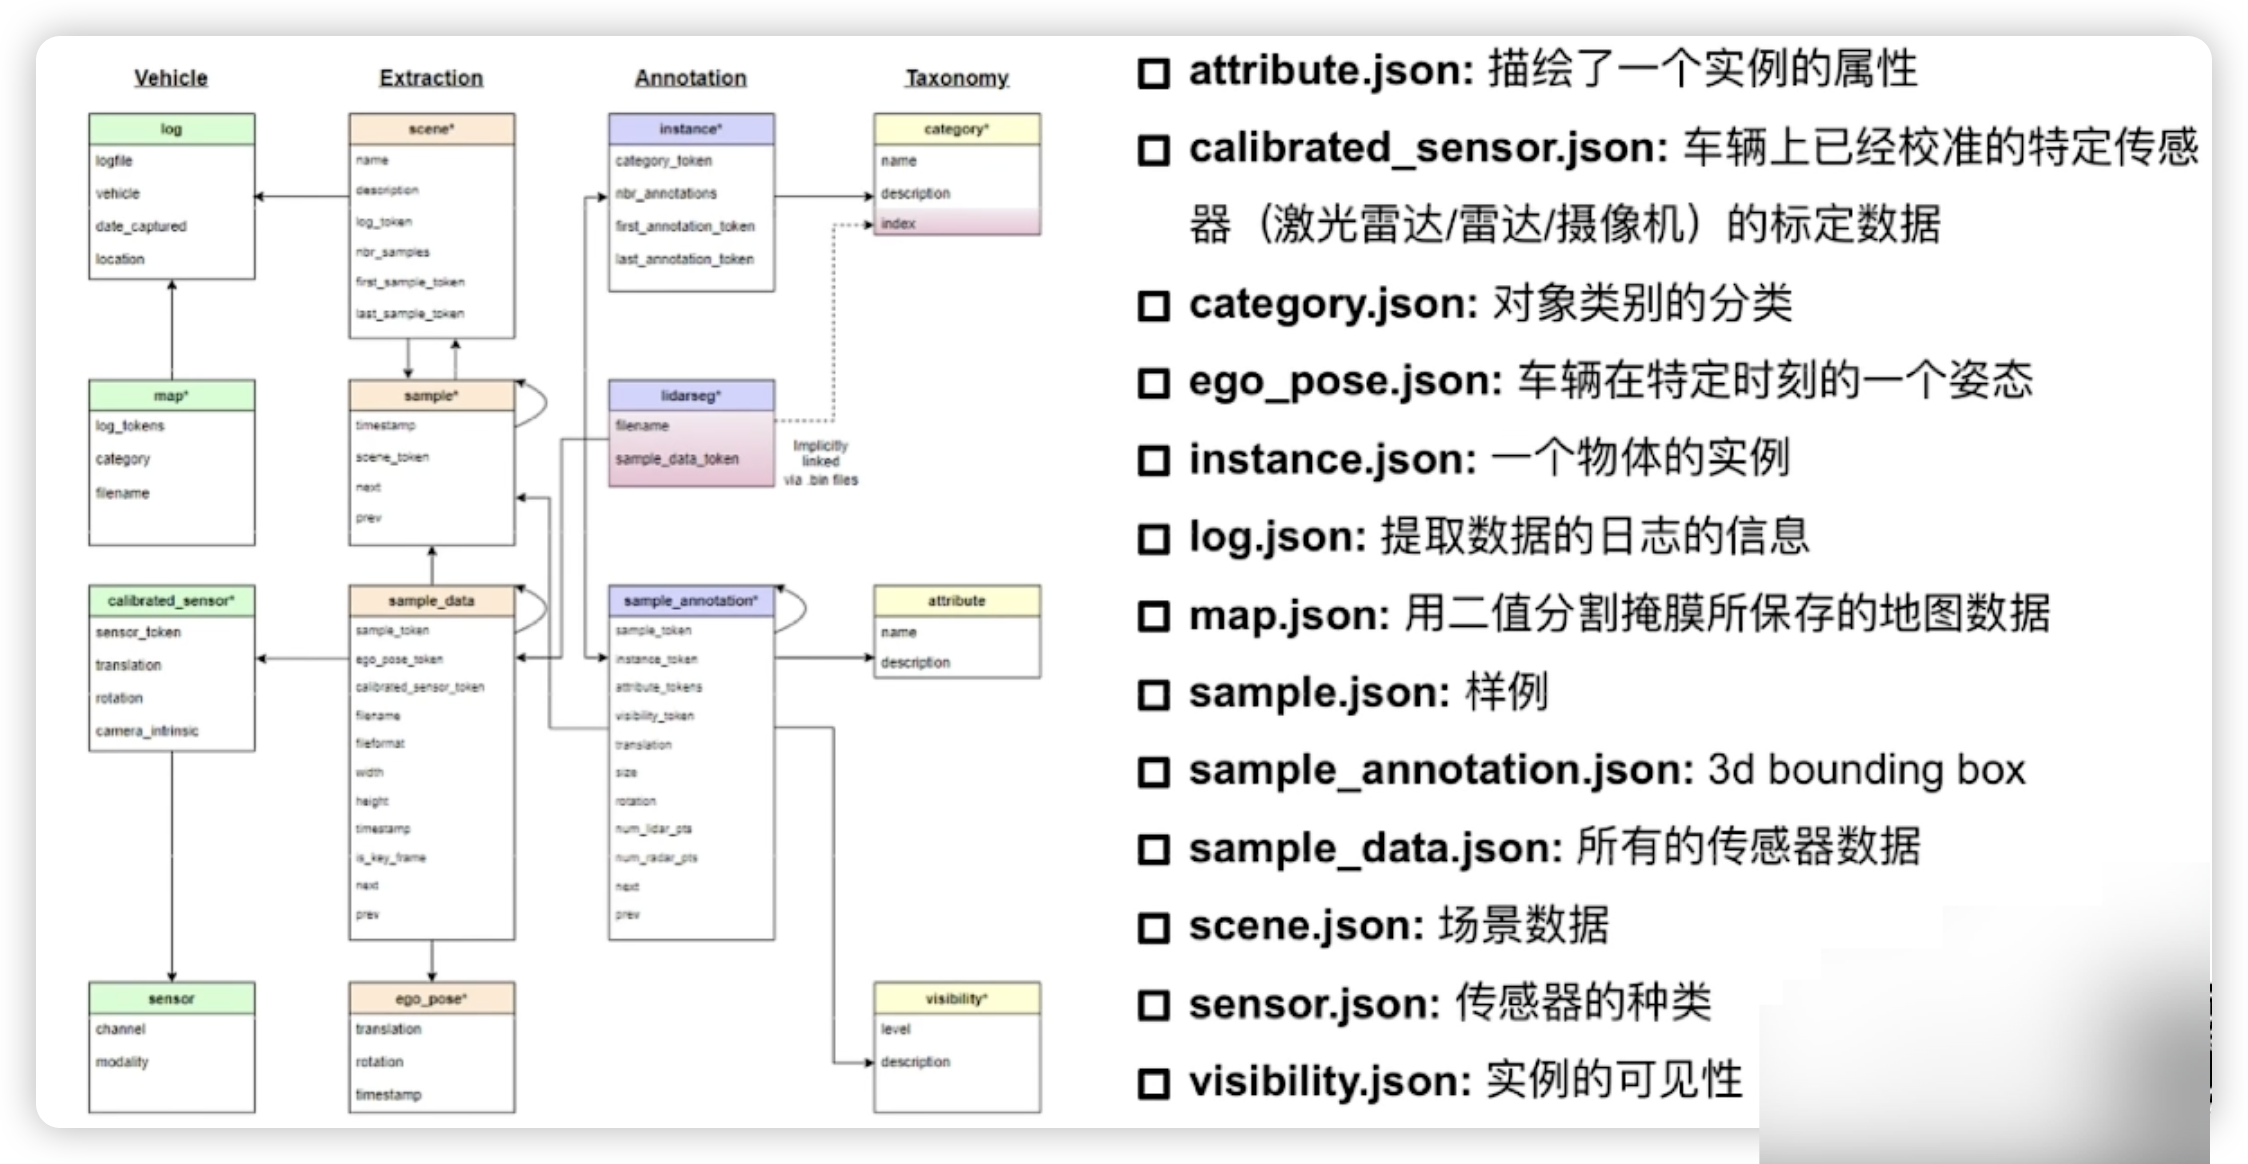 Vehicle
log
logfile
vehicle
date_captured
location
map*
log_tokens
category
filename
calibrated_sensor*
sensor_token
translation
rotation
camera_intrinsic
sensor
channel
modality
Extraction
scene*
name
description
log_token
nbr_samples
first_sample_token
last_sample_token
sample*
timestamp
scene_token
next
prev
sample_data
sample_token
ego_pose_token
calibrated_sensor_token
filename
fileformat
width
height
timestamp
is_key_frame
next
prev
ego_pose*
translation
rotation
timestamp
Annotation
instance*
category_token
nbr_annotations
first_annotation_token
last_annotation_token
lidarseg*
filename
sample_data_token
Implicitly
linked
via .bin files
sample_annotation*
sample_token
instance_token
attribute_tokens
visibility_token
translation
size
rotation
num_lidar_pts
num_radar_pts
next
prev
Taxonomy
category*
name
description
index
attribute
name
description
visibility*
level
description
attribute.json: 描绘了一个实例的属性
calibrated_sensor.json: 车辆上已经校准的特定传感
器（激光雷达/雷达/摄像机）的标定数据
category.json: 对象类别的分类
ego_pose.json: 车辆在特定时刻的一个姿态
instance.json: 一个物体的实例
log.json: 提取数据的日志的信息
map.json: 用二值分割掩膜所保存的地图数据
sample.json: 样例
sample_annotation.json: 3d bounding box
sample_data.json: 所有的传感器数据
scene.json: 场景数据
sensor.json: 传感器的种类
visibility.json: 实例的可见性